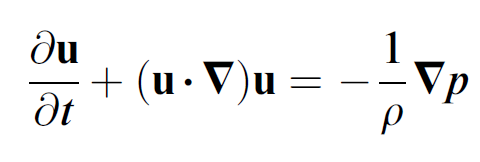 ∂𝐮/∂t + (𝐮 · ∇)𝐮 = − 1/ρ ∇p